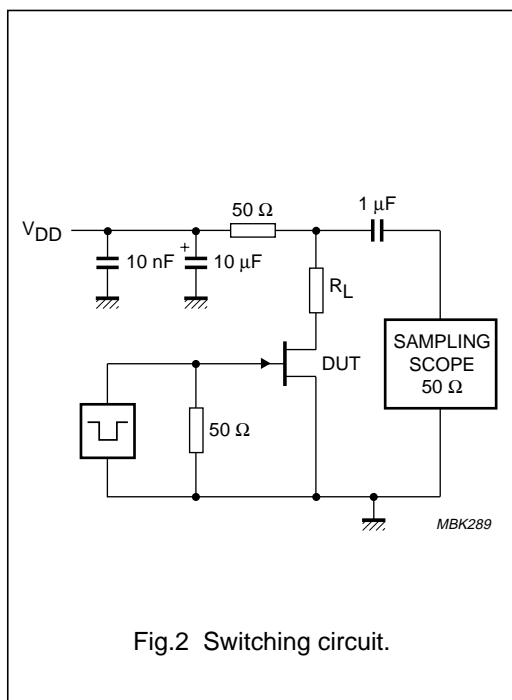 50 Ω
1 μF
VDD
10 nF
+
10 μF
RL
SAMPLING
SCOPE
50 Ω
DUT
50 Ω
MBK289
Fig.2 Switching circuit.